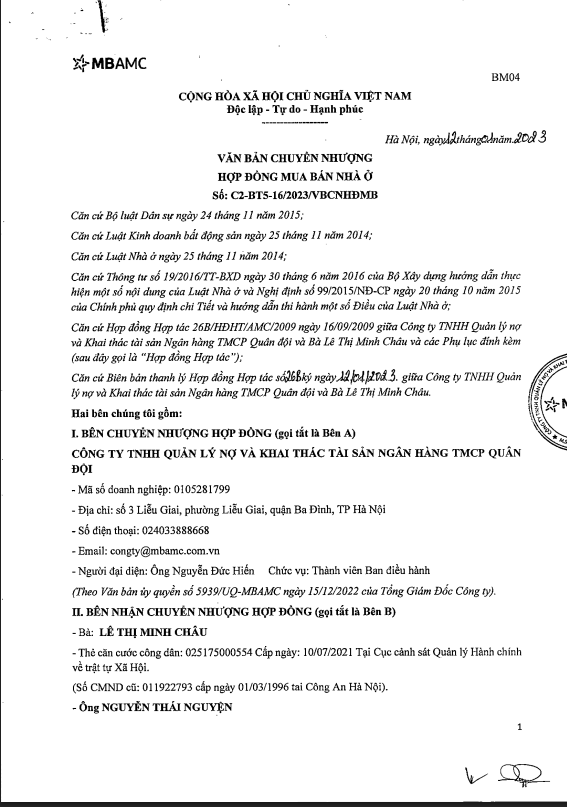 MBAMC
BM04
CỘNG HÒA XÃ HỘI CHỦ NGHĨA VIỆT NAM
Độc lập - Tự do - Hạnh phúc
Hà Nội, ngày 12 tháng 01 năm 2023
VĂN BẢN CHUYỂN NHƯỢNG
HỢP ĐỒNG MUA BÁN NHÀ Ở
Số: C2-BT5-16/2023/VBCNHĐMB
Căn cứ Bộ luật Dân sự ngày 24 tháng 11 năm 2015;
Căn cứ Luật Kinh doanh bất động sản ngày 25 tháng 11 năm 2014;
Căn cứ Luật Nhà ở ngày 25 tháng 11 năm 2014;
Căn cứ Thông tư số 19/2016/TT-BXD ngày 30 tháng 6 năm 2016 của Bộ Xây dựng hướng dẫn thực
hiện một số nội dung của Luật Nhà ở và Nghị định số 99/2015/NĐ-CP ngày 20 tháng 10 năm 2015
của Chính phủ quy định chi Tiết và hướng dẫn thi hành một số Điều của Luật Nhà ở;
Căn cứ Hợp đồng Hợp tác 26B/HĐHT/AMC/2009 ngày 16/09/2009 giữa Công ty TNHH Quản lý nợ
và Khai thác tài sản Ngân hàng TMCP Quân đội và Bà Lê Thị Minh Châu và các Phụ lục đính kèm
(sau đây gọi là “Hợp đồng Hợp tác”);
Căn cứ Biên bản thanh lý Hợp đồng Hợp tác số 26B ký ngày 12/01/2023. giữa Công ty TNHH Quản
lý nợ và Khai thác tài sản Ngân hàng TMCP Quân đội và Bà Lê Thị Minh Châu.
Hai bên chúng tôi gồm:
I. BÊN CHUYỂN NHƯỢNG HỢP ĐỒNG (gọi tắt là Bên A)
CÔNG TY TNHH QUẢN LÝ NỢ VÀ KHAI THÁC TÀI SẢN NGÂN HÀNG TMCP QUÂN
ĐỘI
- Mã số doanh nghiệp: 0105281799
- Địa chỉ: số 3 Liễu Giai, phường Liễu Giai, quận Ba Đình, TP Hà Nội
- Số điện thoại: 024033888668
- Email: congty@mbamc.com.vn
- Người đại diện: Ông Nguyễn Đức Hiến Chức vụ: Thành viên Ban điều hành
(Theo Văn bản ủy quyền số 5939/UQ-MBAMC ngày 15/12/2022 của Tổng Giám Đốc Công ty).
II. BÊN NHẬN CHUYỂN NHƯỢNG HỢP ĐỒNG (gọi tắt là Bên B)
- Bà: LÊ THỊ MINH CHÂU
- Thẻ căn cước công dân: 025175000554 Cấp ngày: 10/07/2021 Tại Cục cảnh sát Quản lý Hành chính
về trật tự Xã Hội.
(Số CMND cũ: 011922793 cấp ngày 01/03/1996 tai Công An Hà Nội).
- Ông NGUYỄN THÁI NGUYỆN
1